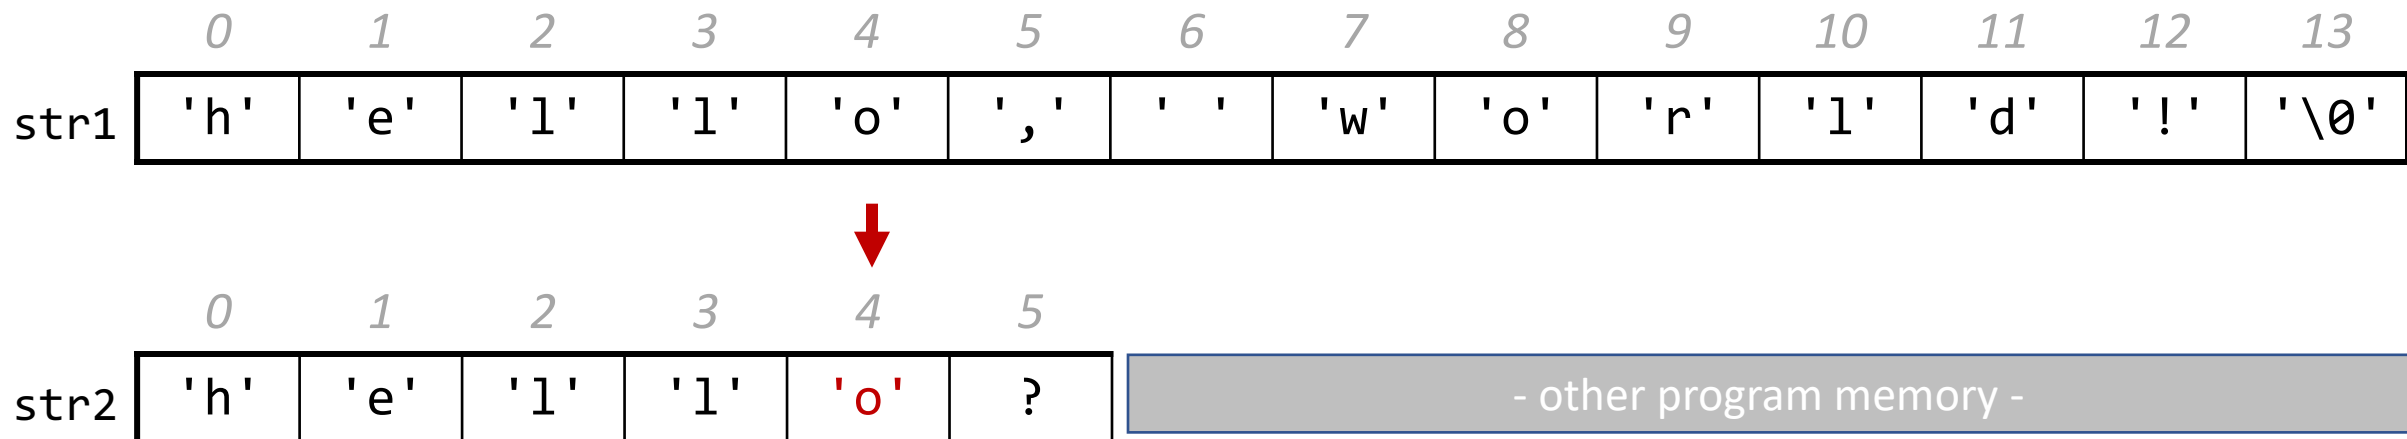 0 1 2 3 4 5 6 7 8 9 10 11 12 13
str1 'h' 'e' 'l' 'l' 'o' ',' ' ' 'w' 'o' 'r' 'l' 'd' '!' '\0'
0 1 2 3 4 5
str2 'h' 'e' 'l' 'l' 'o' ? - other program memory -